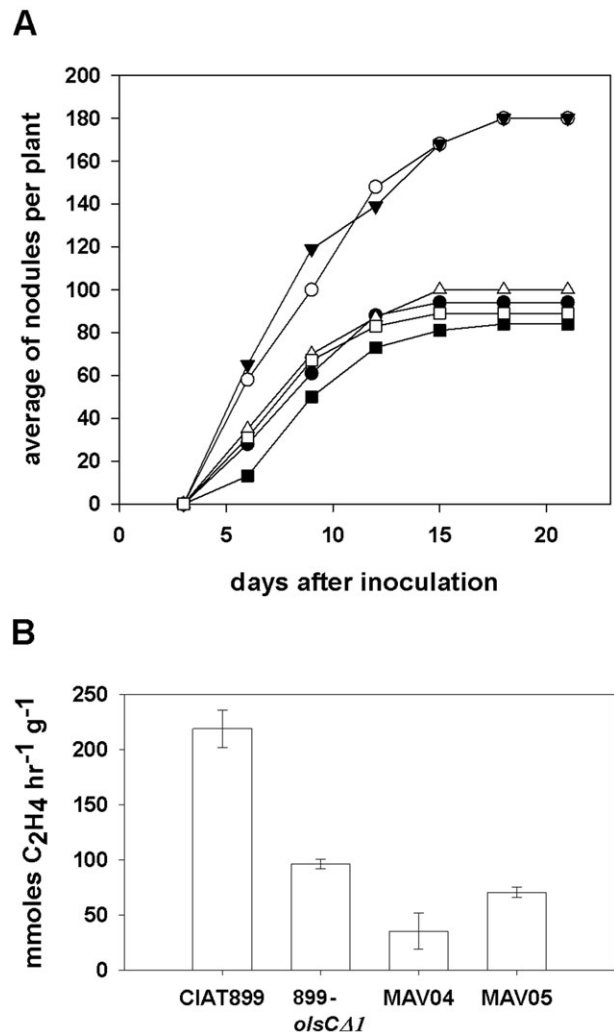 A
200
180
160
140
120
100
80
60
40
20
0
average of nodules per plant
0 5 10 15 20
days after inoculation
B
250
200
150
100
50
0
mmoles C2H4 hr-1 g-1
CIAT899 899- MAV04 MAV05
olsCΔ1